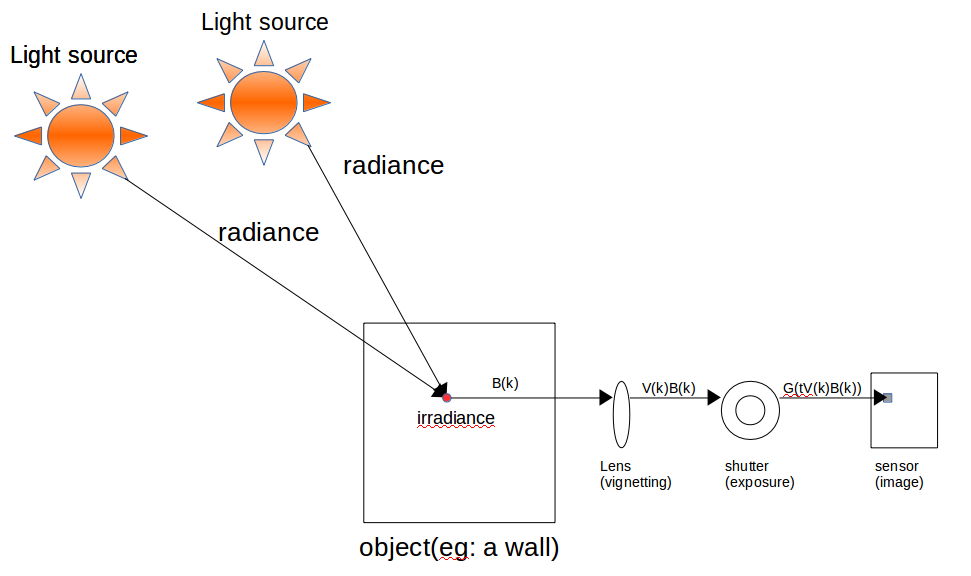 Light source
Light source
radiance
radiance
B(k)
V(k)B(k)
G(tV(k)B(k))
irradiance
Lens
(vignetting)
shutter
(exposure)
sensor
(image)
object(eg: a wall)